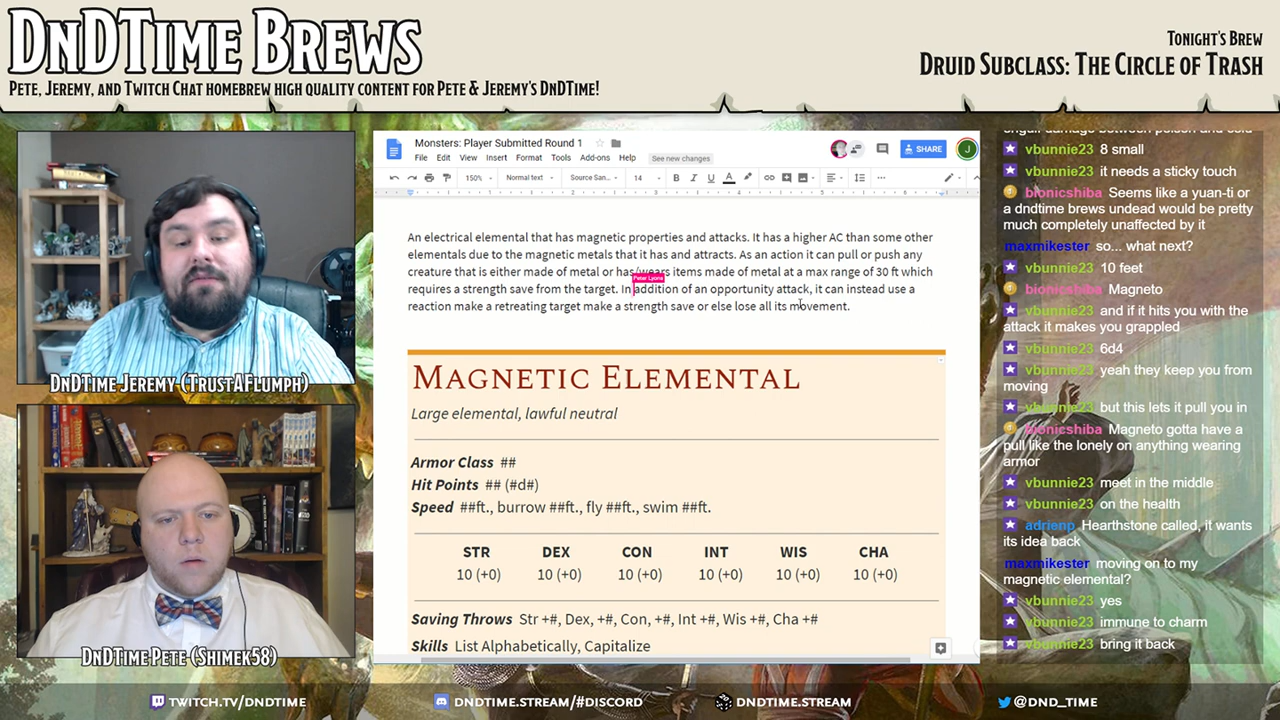 DnDTime Brews
Pete, Jeremy, and Twitch Chat homebrew high quality content for Pete & Jeremy's DnDTime!
Tonight's Brew
Druid Subclass: The Circle of Trash
DnDTime Jeremy (TrustAFlumph)
DnDTime Pete (Shimek58)
Monsters: Player Submitted Round 1
File Edit View Insert Format Tools Add-ons Help See new changes
SHARE
J
150% Normal text Source San... 14 B I U A
An electrical elemental that has magnetic properties and attacks. It has a higher AC than some other
elementals due to the magnetic metals that it has and attracts. As an action it can pull or push any
creature that is either made of metal or has/wears items made of metal at a max range of 30 ft which
Peter Lyons
requires a strength save from the target. In addition of an opportunity attack, it can instead use a
reaction make a retreating target make a strength save or else lose all its movement.
Magnetic Elemental
Large elemental, lawful neutral
Armor Class ##
Hit Points ## (#d#)
Speed ##ft., burrow ##ft., fly ##ft., swim ##ft.
STR DEX CON INT WIS CHA
10 (+0) 10 (+0) 10 (+0) 10 (+0) 10 (+0) 10 (+0)
Saving Throws Str +#, Dex, +#, Con, +#, Int +#, Wis +#, Cha +#
Skills List Alphabetically, Capitalize
vbunnie23 8 small
vbunnie23 it needs a sticky touch
bionicshiba Seems like a yuan-ti or
a dndtime brews undead would be pretty
much completely unaffected by it
maxmikester so... what next?
vbunnie23 10 feet
bionicshiba Magneto
vbunnie23 and if it hits you with the
attack it makes you grappled
vbunnie23 6d4
vbunnie23 yeah they keep you from
moving
vbunnie23 but this lets it pull you in
bionicshiba Magneto gotta have a
pull like the lonely on anything wearing
armor
vbunnie23 meet in the middle
vbunnie23 on the health
adrienp Hearthstone called, it wants
its idea back
maxmikester moving on to my
magnetic elemental?
vbunnie23 yes
vbunnie23 immune to charm
vbunnie23 bring it back
TWITCH.TV/DNDTIME
DNDTIME.STREAM/#DISCORD
DNDTIME.STREAM
@DND_TIME